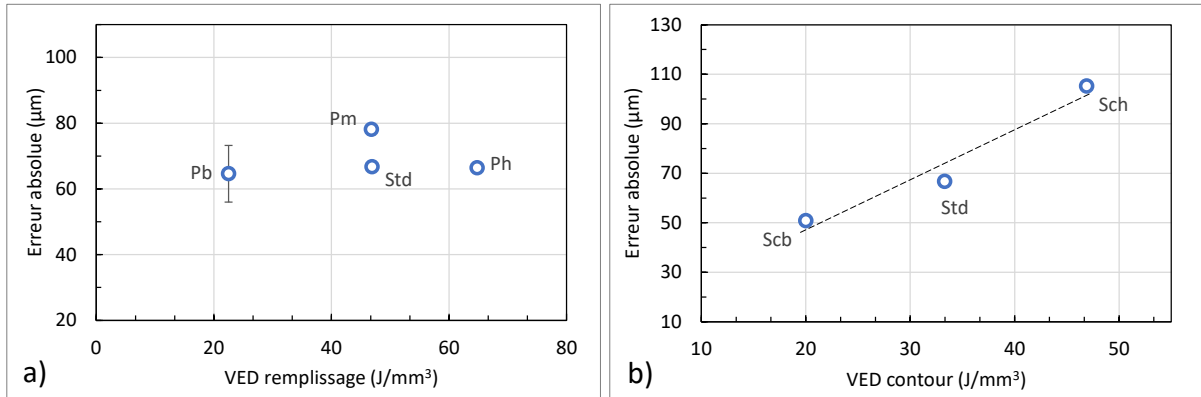 Erreur absolue (µm)
100
80
60
40
20
Pb
Pm
Std
Ph
0
20
40
60
80
VED remplissage (J/mm³)
a)
Erreur absolue (µm)
130
110
90
70
50
30
10
Scb
Std
Sch
10
20
30
40
50
VED contour (J/mm³)
b)